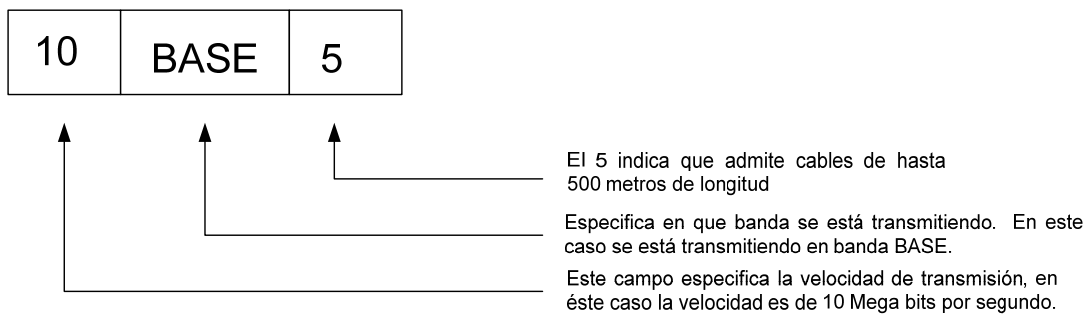 10 BASE 5
El 5 indica que admite cables de hasta
500 metros de longitud
Especifica en que banda se está transmitiendo. En este
caso se está transmitiendo en banda BASE.
Este campo especifica la velocidad de transmisión, en
éste caso la velocidad es de 10 Mega bits por segundo.